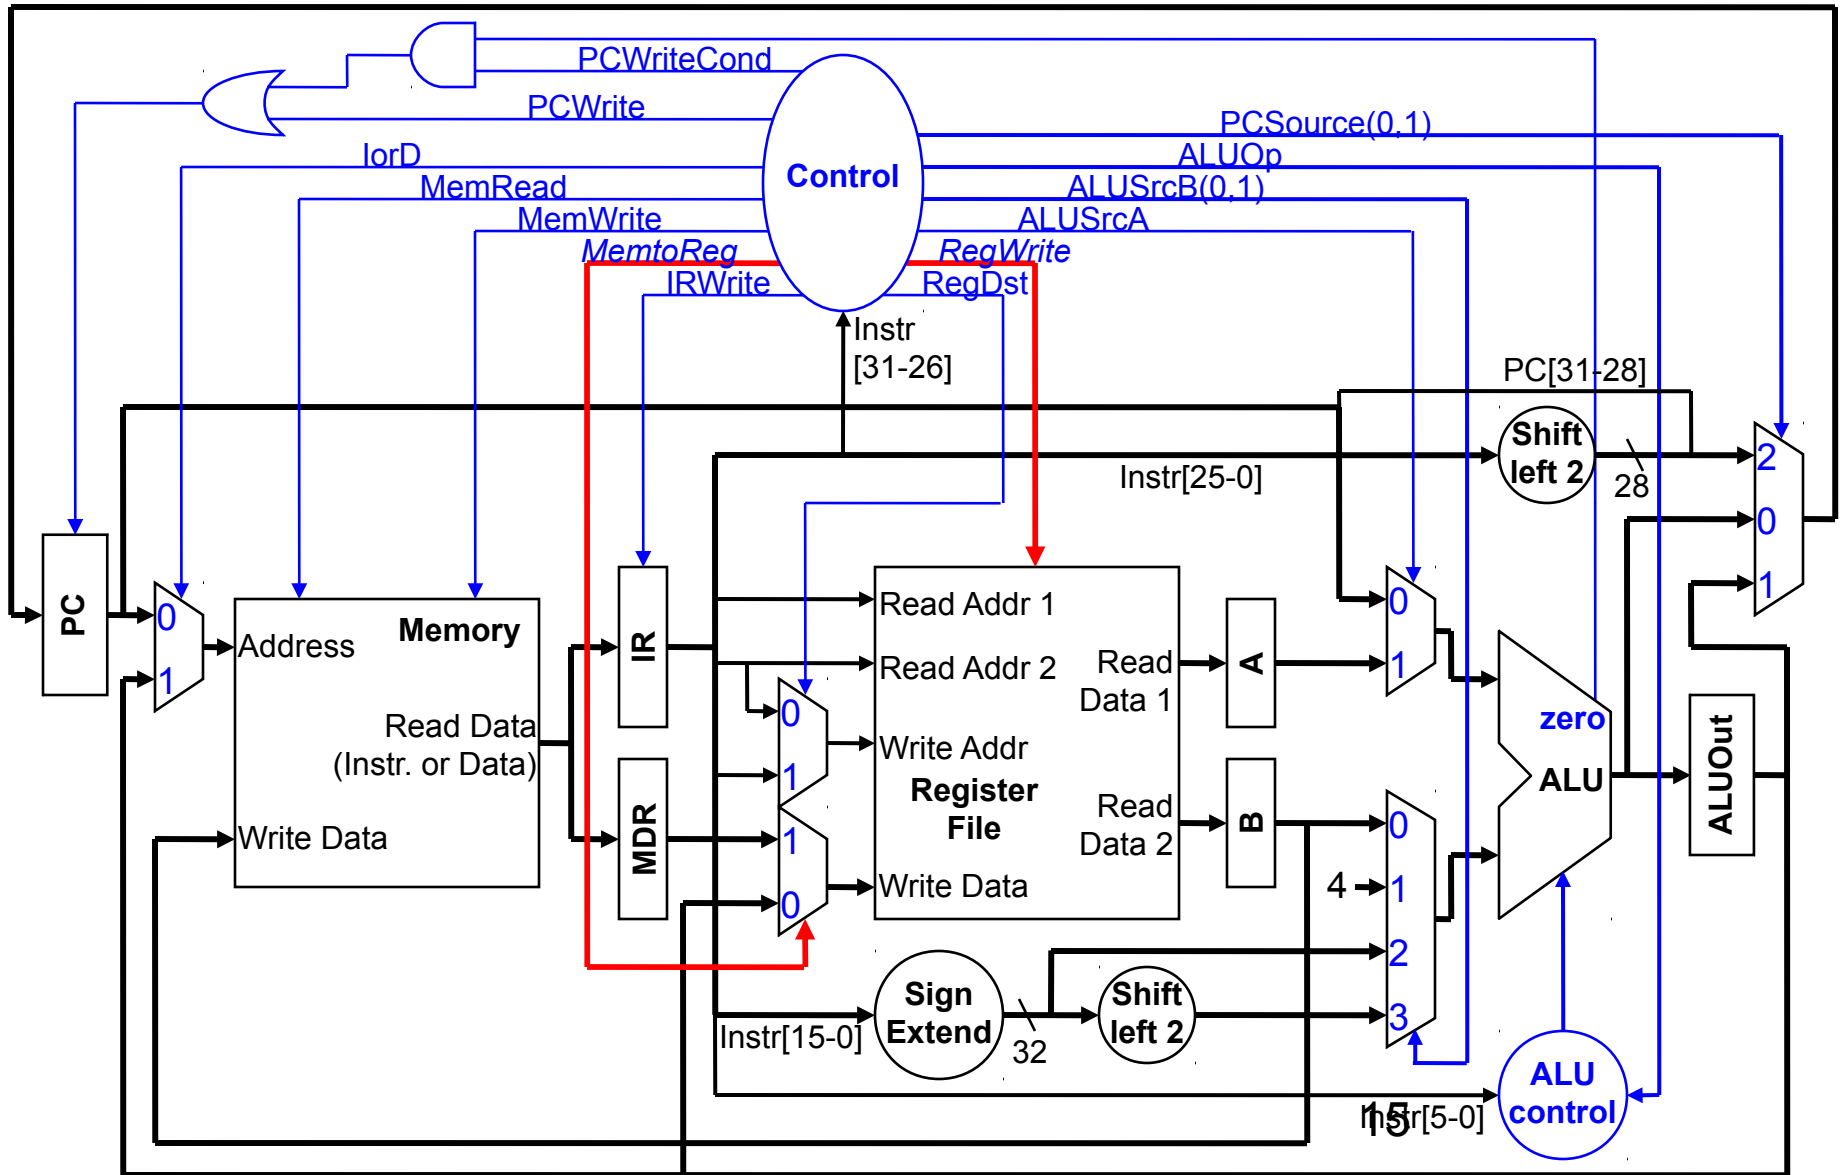 PCWriteCond
PCWrite
PCSource(0,1)
IorD
ALUOp
Control
MemRead
ALUSrcB(0,1)
MemWrite
ALUSrcA
MemtoReg
RegWrite
IRWrite
RegDst
Instr
[31-26]
PC[31-28]
Shift
left 2
2
Instr[25-0]
28
0
1
PC
0
1
Address
Memory
Read Data
(Instr. or Data)
Write Data
IR
MDR
0
1
1
0
Read Addr 1
Read Addr 2
Read
Data 1
Write Addr
Register
File
Read
Data 2
Write Data
A
B
0
1
0
4
1
2
3
zero
ALU
ALUOut
Sign
Extend
Shift
left 2
Instr[15-0]
32
ALU
control
Instr[5-0]
15